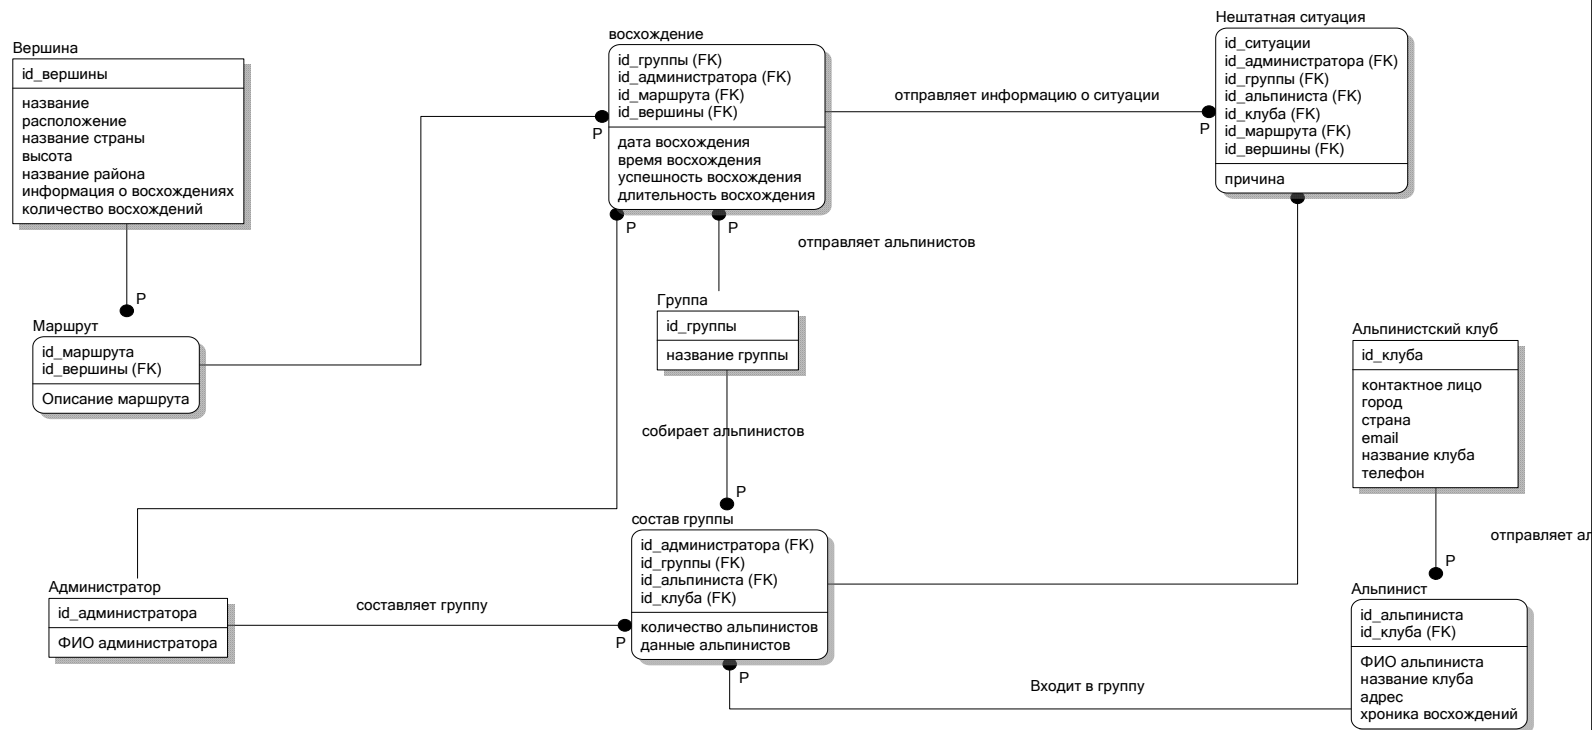 Вершина
id_вершины
название
расположение
название страны
высота
название района
информация о восхождениях
количество восхождений
P
Маршрут
id_маршрута
id_вершины (FK)
Описание маршрута
восхождение
id_группы (FK)
id_администратора (FK)
id_маршрута (FK)
id_вершины (FK)
дата восхождения
время восхождения
успешность восхождения
длительность восхождения
P
P
P
отправляет информацию о ситуации
P
Нештатная ситуация
id_ситуации
id_администратора (FK)
id_группы (FK)
id_альпиниста (FK)
id_клуба (FK)
id_маршрута (FK)
id_вершины (FK)
причина
отправляет альпинистов
Группа
id_группы
название группы
собирает альпинистов
P
состав группы
id_администратора (FK)
id_группы (FK)
id_альпиниста (FK)
id_клуба (FK)
количество альпинистов
данные альпинистов
P
P
Администратор
id_администратора
ФИО администратора
составляет группу
Входит в группу
Альпинистский клуб
id_клуба
контактное лицо
город
страна
email
название клуба
телефон
отправляет ал
P
Альпинист
id_альпиниста
id_клуба (FK)
ФИО альпиниста
название клуба
адрес
хроника восхождений